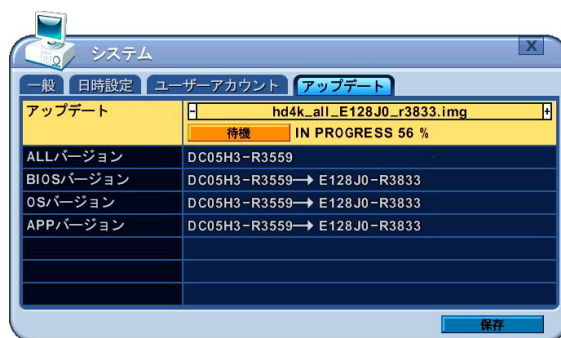 システム
X
一般 日時設定 ユーザーアカウント アップデート
アップデート - hd4k_all_E128J0_r3833.img +
待機 IN PROGRESS 56 %
ALLバージョン DC05H3-R3559
BIOSバージョン DC05H3-R3559→ E128J0-R3833
OSバージョン DC05H3-R3559→ E128J0-R3833
APPバージョン DC05H3-R3559→ E128J0-R3833
保存